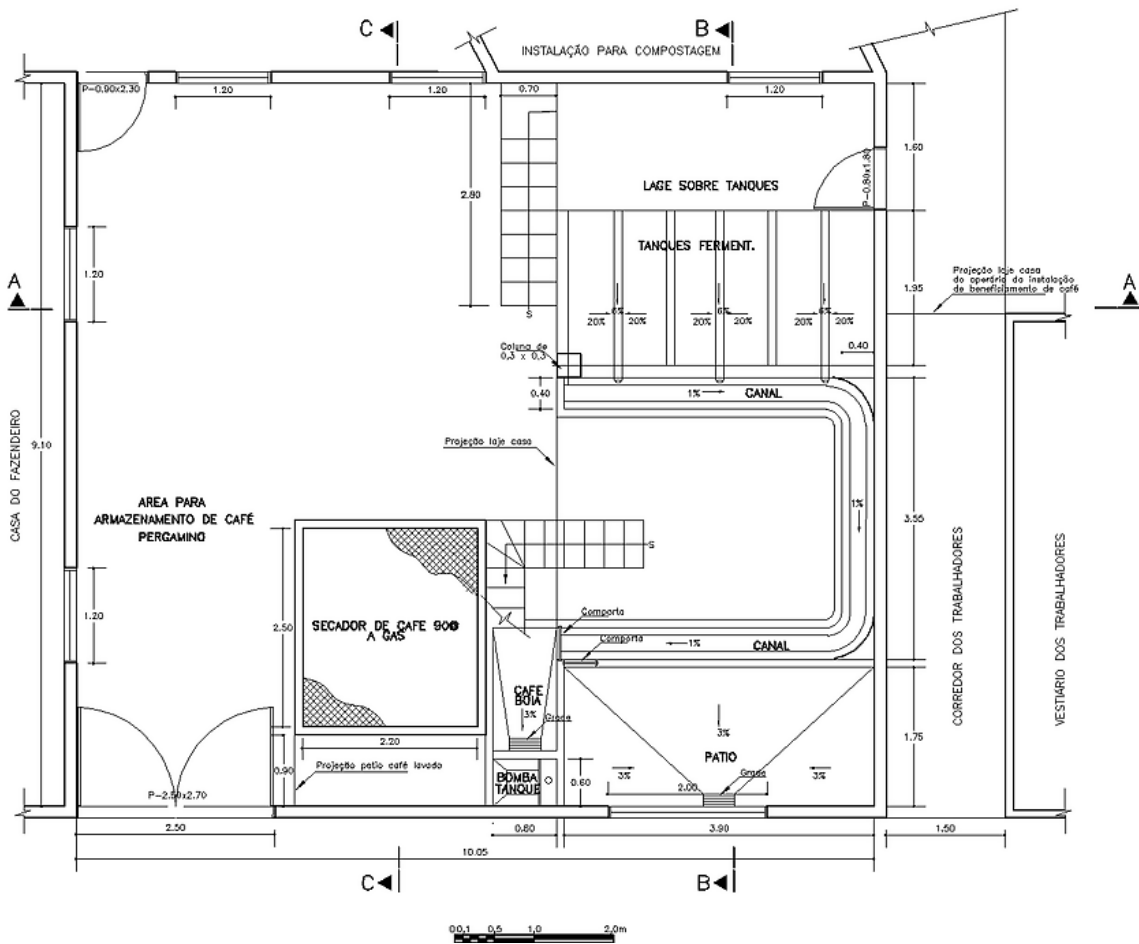 C
B
INSTALAÇÃO PARA COMPOSTAGEM
P-0.90x2.30
1.20
1.20
0.70
1.20
2.80
1.60
LAGE SOBRE TANQUES
P-0.80x1.80
TANQUES FERMENT.
1.20
A
A
Projeção laje casa
do operário da instalação
de beneficiamento de café
1.95
S
6%
6%
6%
20%
20%
20%
20%
20%
20%
Coluna de
0,3 x 0,3
0.40
0.40
1%
CANAL
Projeção laje casa
CASA DO FAZENDEIRO
9.10
AREA PARA
ARMAZENAMENTO DE CAFÉ
PERGAMINO
1%
3.55
S
1.20
2.50
SECADOR DE CAFE 900
A GAS
Comporta
Comporta
1%
CANAL
CAFE
BOIA
3%
Grade
CORREDOR DOS TRABALHADORES
VESTIÁRIO DOS TRABALHADORES
3%
PATIO
1.75
2.20
0.90
Projeção patio café lavado
BOMBA
TANQUE
0.60
3%
2.00
Grade
3%
P-2.50x2.70
2.50
0.80
3.90
1.50
10.05
C
B
0
0,1
0,5
1,0
2,0m